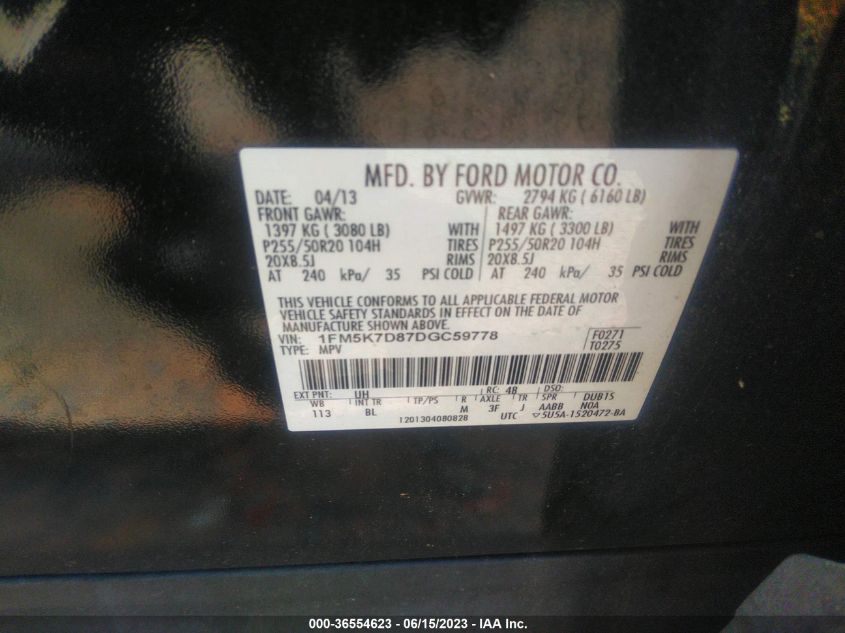 MFD. BY FORD MOTOR CO.
DATE: 04/13 GVWR: 2794 KG ( 6160 LB)
FRONT GAWR: REAR GAWR:
1397 KG ( 3080 LB) WITH 1497 KG ( 3300 LB) WITH
P255/50R20 104H TIRES P255/50R20 104H TIRES
20X8.5J RIMS 20X8.5J RIMS
AT 240 kPa/ 35 PSI COLD AT 240 kPa/ 35 PSI COLD
THIS VEHICLE CONFORMS TO ALL APPLICABLE FEDERAL MOTOR
VEHICLE SAFETY STANDARDS IN EFFECT ON THE DATE OF
MANUFACTURE SHOWN ABOVE.
VIN: 1FM5K7D87DGC59778 F0271
TYPE: MPV T0275
EXT PNT: UH RC: 48 DSO:
WB INT TR TP/PS R AXLE TR SPR DUB1S
113 BL M 3F J AABB NOA
1201304080828 UTC ▽5U5A-1520472-BA
000-36554623 - 06/15/2023 - IAA Inc.